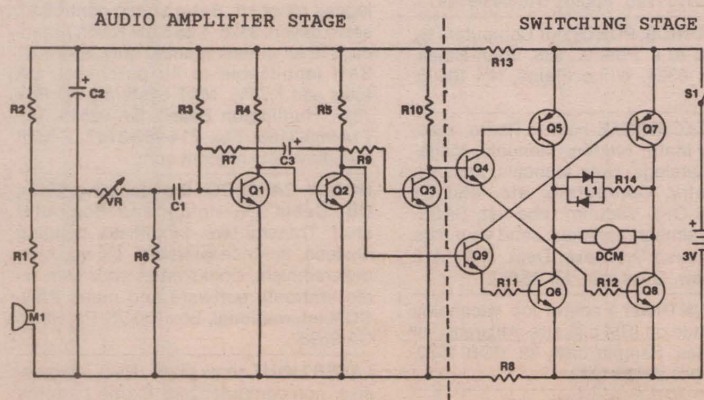 AUDIO AMPLIFIER STAGE
SWITCHING STAGE
R13
S1
R2
+
C2
R3
R4
R5
R10
Q5
Q7
R7
+
C3
R9
Q4
L1
R14
VR
C1
Q1
Q2
Q3
+
3V
R1
R6
Q9
DCM
R11
Q6
R12
Q8
M1
R8